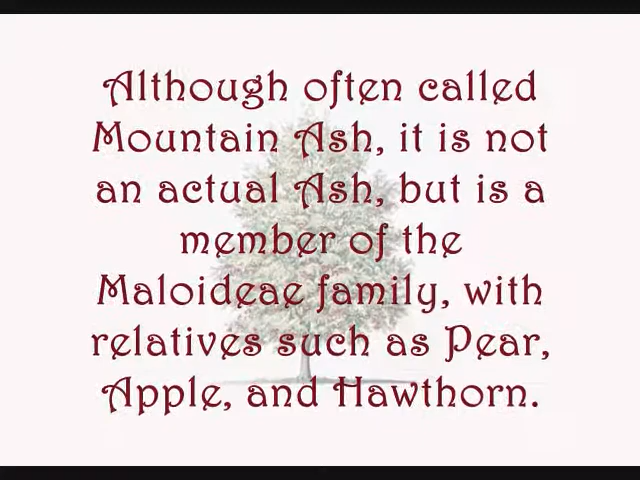 Although often called
Mountain Ash, it is not
an actual Ash, but is a
member of the
Maloideae family, with
relatives such as Pear,
Apple, and Hawthorn.